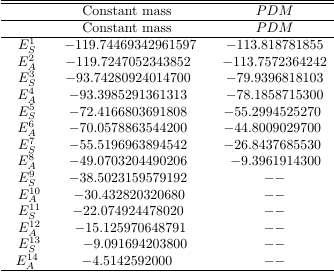 Constant mass PDM
Constant mass PDM
E_S^1 −119.74469342961597 −113.818781855
E_A^2 −119.7247052343852 −113.7572364242
E_S^3 −93.74280924014700 −79.9396818103
E_A^4 −93.3985291361313 −78.1858715300
E_S^5 −72.4166803691808 −55.2994525270
E_A^6 −70.0578863544200 −44.8009029700
E_S^7 −55.5196963894542 −26.8437685530
E_A^8 −49.0703204490206 −9.3961914300
E_S^9 −38.5023159579192 −−
E_A^10 −30.432820320680 −−
E_S^11 −22.074924478020 −−
E_A^12 −15.125970648791 −−
E_S^13 −9.091694203800 −−
E_A^14 −4.5142592000 −−